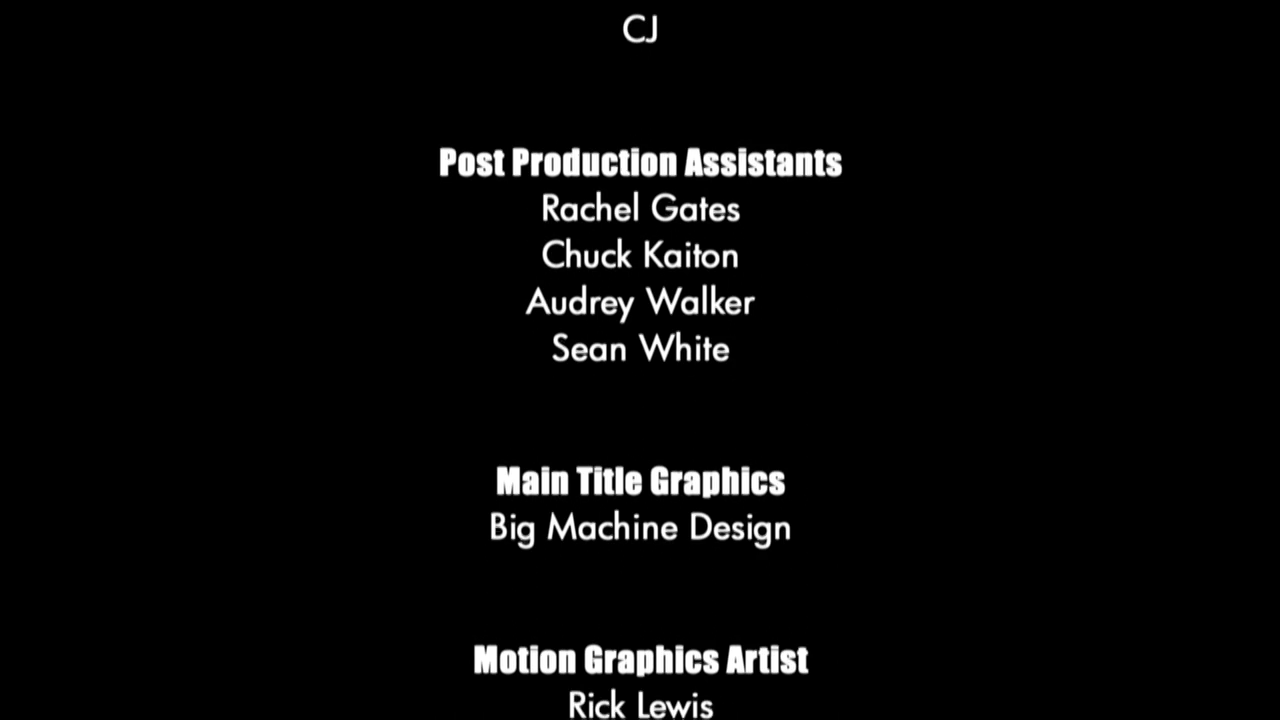 CJ
Post Production Assistants
Rachel Gates
Chuck Kaiton
Audrey Walker
Sean White
Main Title Graphics
Big Machine Design
Motion Graphics Artist
Rick Lewis